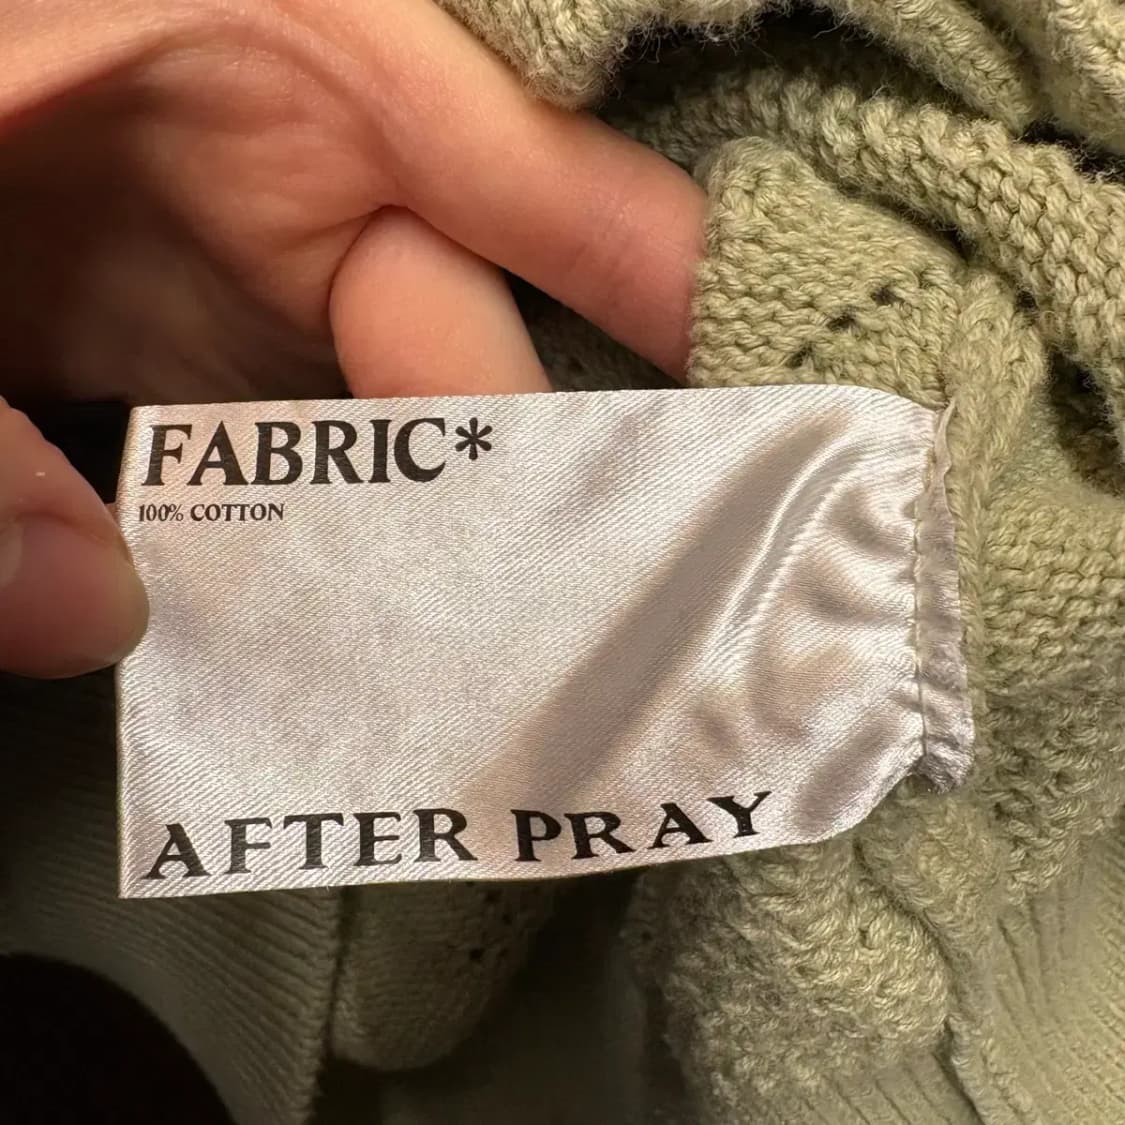 FABRIC*
100% COTTON
AFTER PRAY